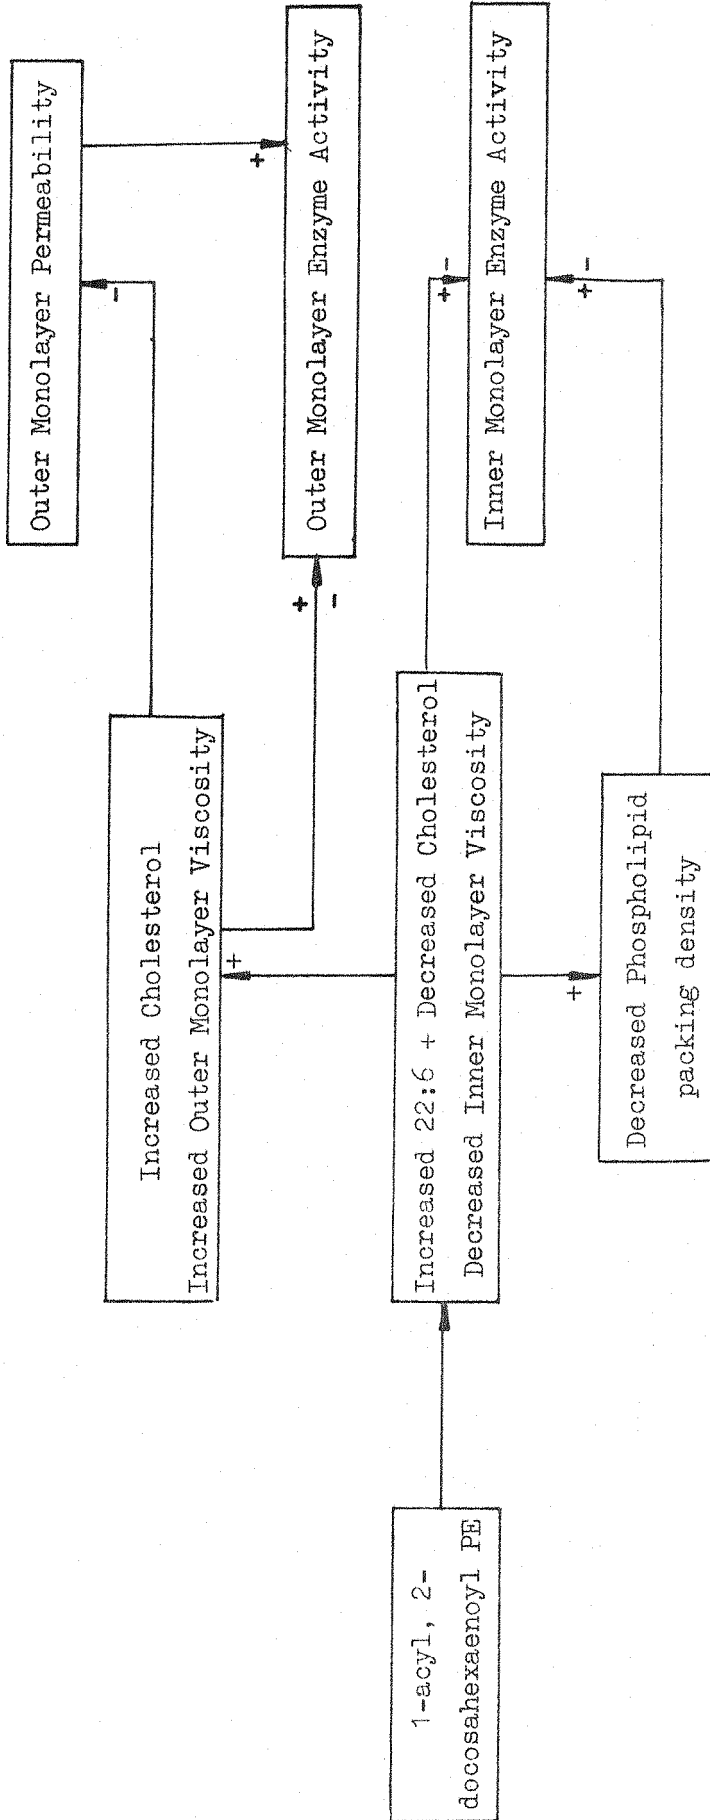 Outer Monolayer Permeability
-
+
Increased Cholesterol
Increased Outer Monolayer Viscosity
+
-
Outer Monolayer Enzyme Activity
+
1-acyl, 2-
docosahexaenoyl PE
Increased 22:6 + Decreased Cholesterol
Decreased Inner Monolayer Viscosity
+ -
Inner Monolayer Enzyme Activity
+ -
+
Decreased Phospholipid
packing density